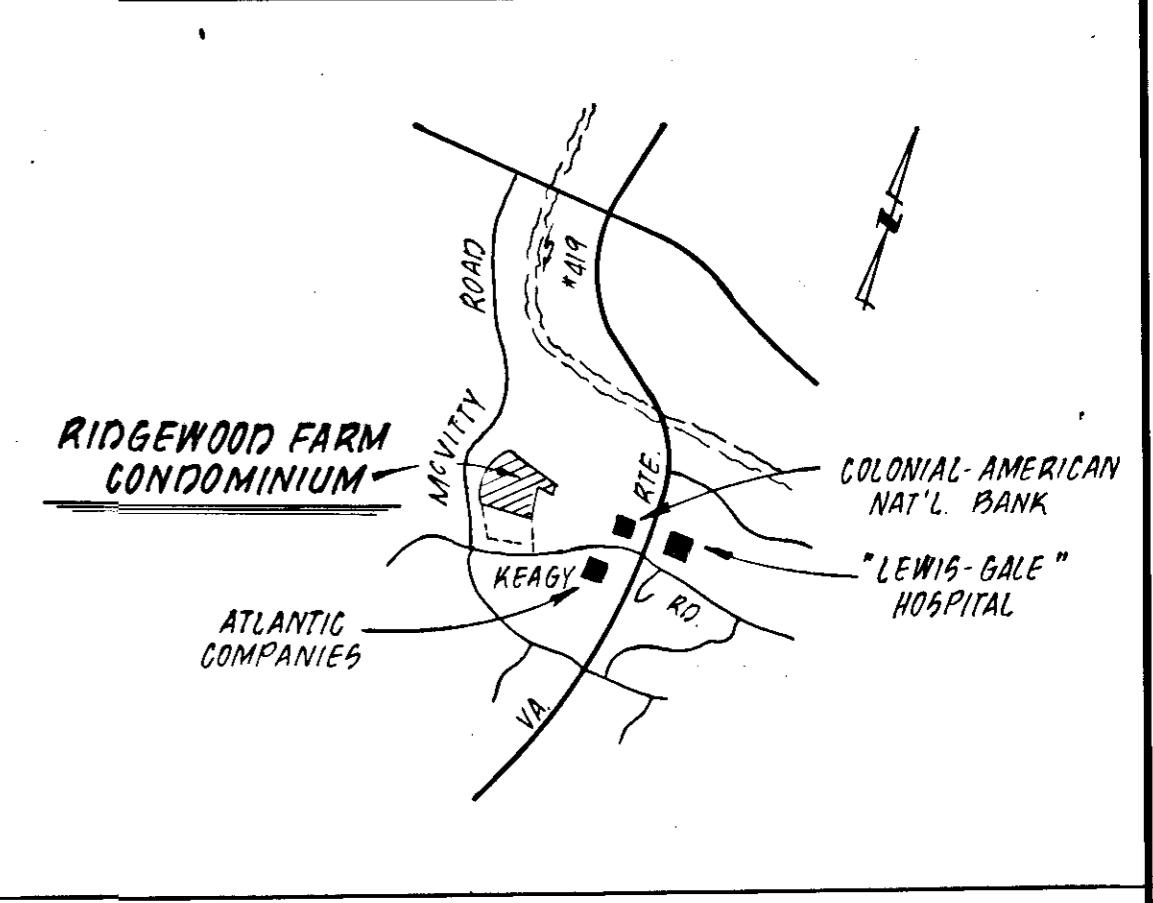 ROAD
#419
N
RIDGEWOOD FARM
CONDOMINIUM
McVITTY
RTE.
COLONIAL-AMERICAN
NAT'L. BANK
"LEWIS-GALE"
HOSPITAL
KEAGY
RD.
ATLANTIC
COMPANIES
VA.